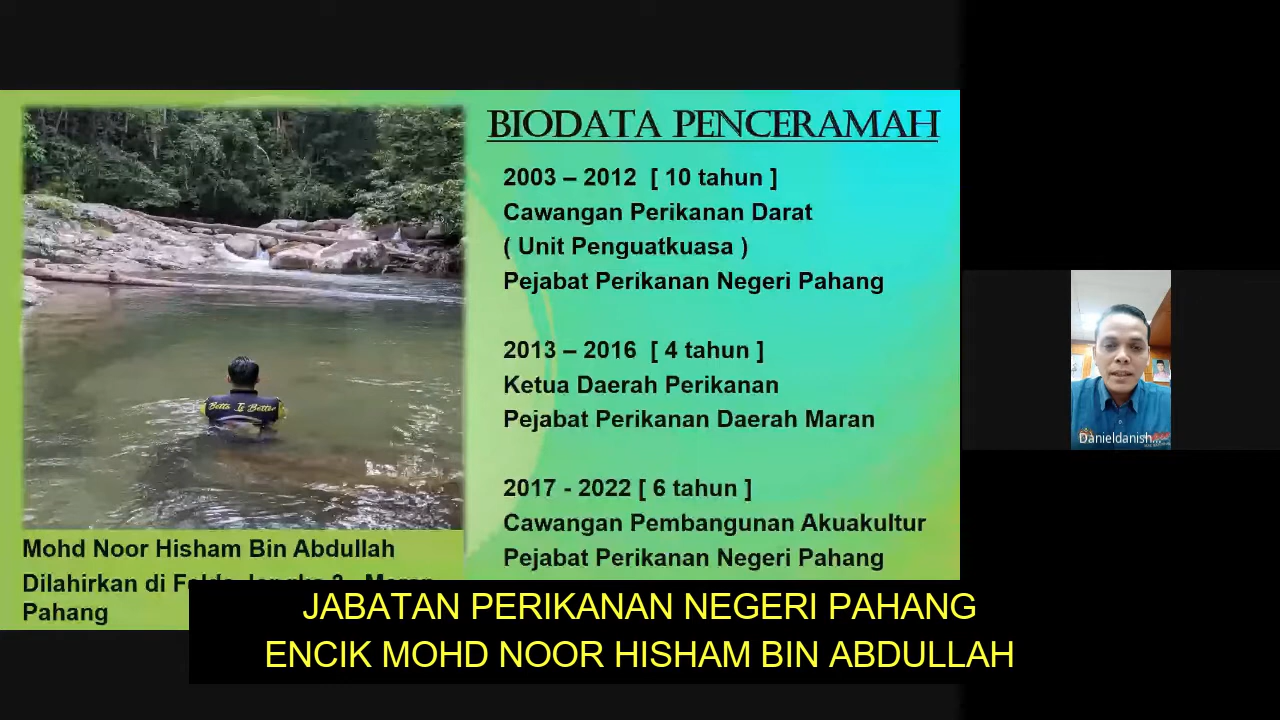 BIODATA PENCERAMAH
2003 – 2012 [ 10 tahun ]
Cawangan Perikanan Darat
( Unit Penguatkuasa )
Pejabat Perikanan Negeri Pahang
2013 – 2016 [ 4 tahun ]
Ketua Daerah Perikanan
Pejabat Perikanan Daerah Maran
2017 - 2022 [ 6 tahun ]
Cawangan Pembangunan Akuakultur
Pejabat Perikanan Negeri Pahang
Betta Is Better
Mohd Noor Hisham Bin Abdullah
Dilahirkan di
Pahang
Danieldanish...
JABATAN PERIKANAN NEGERI PAHANG
ENCIK MOHD NOOR HISHAM BIN ABDULLAH